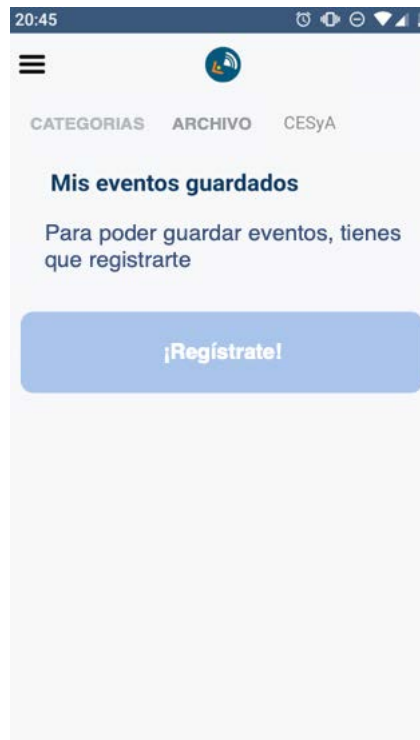 20:45
CATEGORIAS ARCHIVO CESyA
Mis eventos guardados
Para poder guardar eventos, tienes
que registrarte
¡Regístrate!